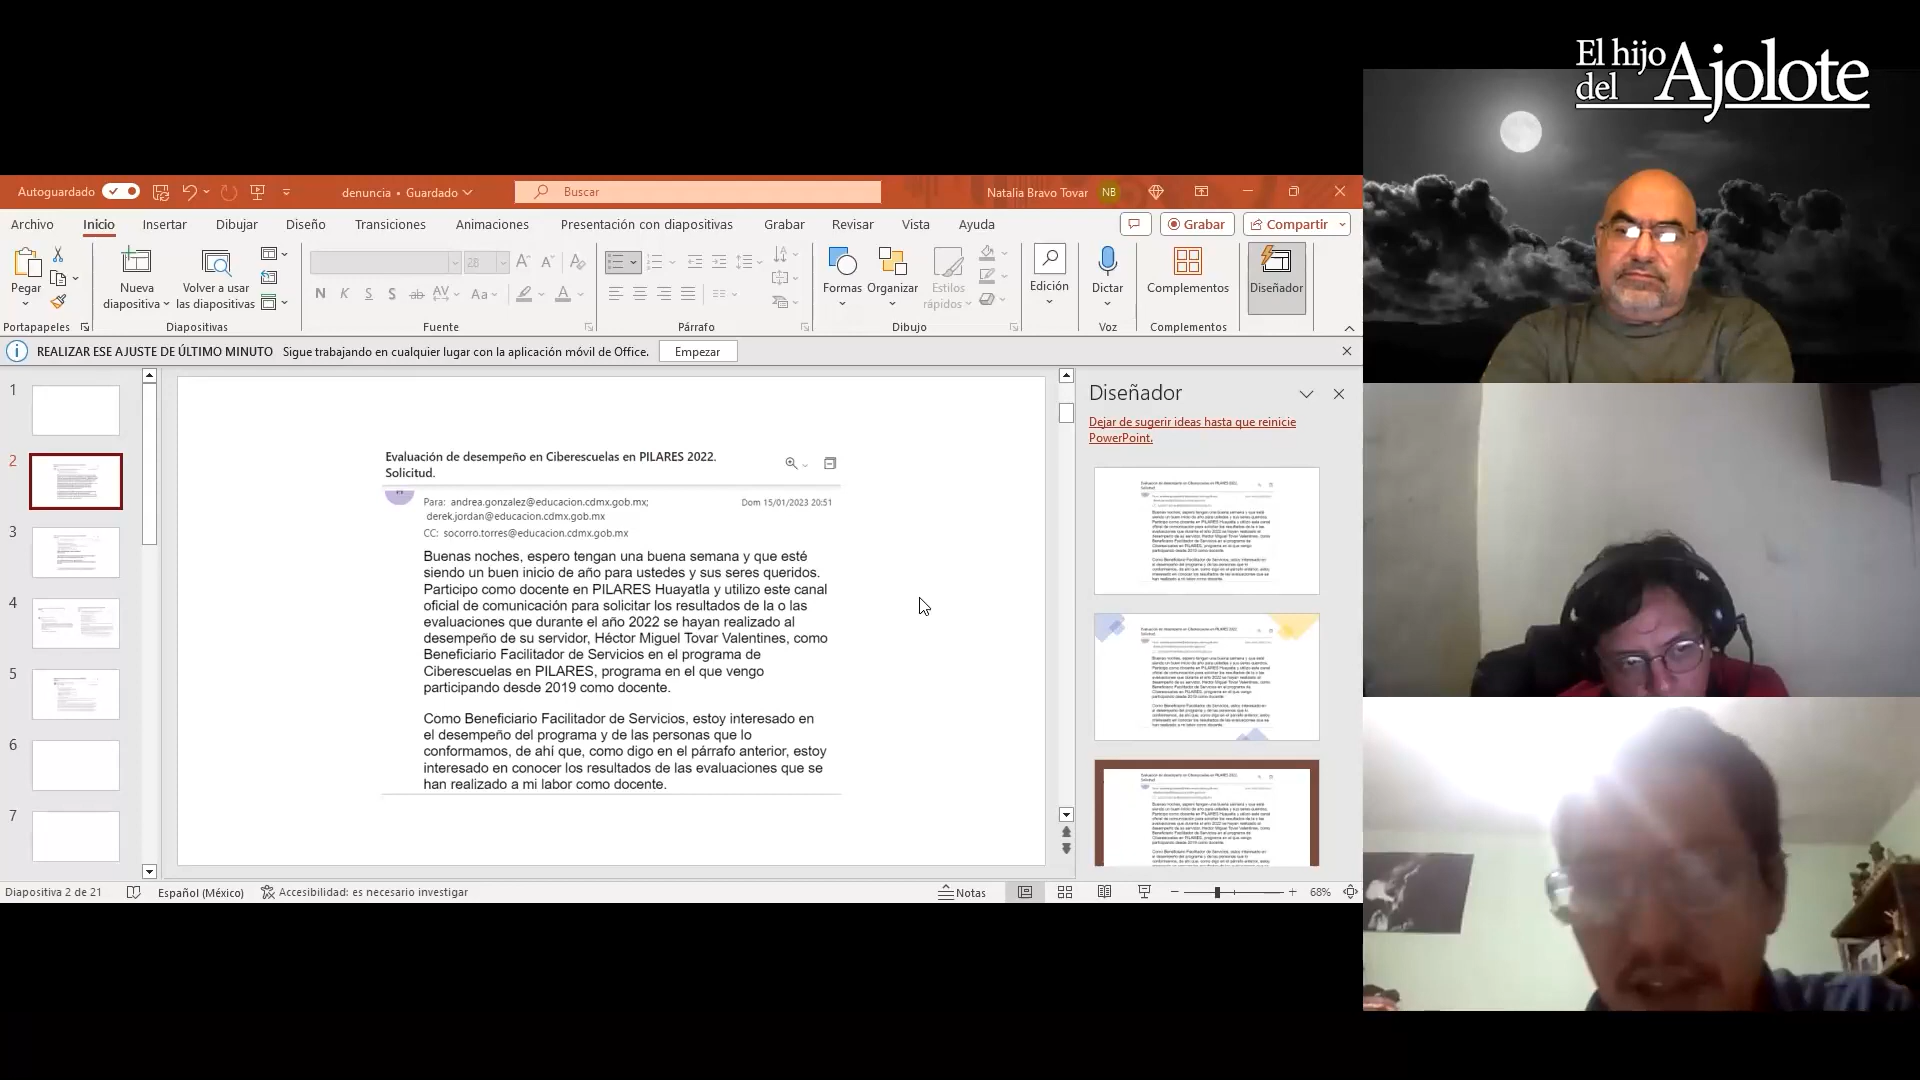 El hijo
del Ajolote
Autoguardado
denuncia • Guardado
Buscar
Natalia Bravo Tovar
NB
Archivo
Inicio
Insertar
Dibujar
Diseño
Transiciones
Animaciones
Presentación con diapositivas
Grabar
Revisar
Vista
Ayuda
Grabar
Compartir
Pegar
Nueva
diapositiva
Volver a usar
las diapositivas
28
N K S S ab AV Aa A
Formas
Organizar
Estilos
rápidos
Edición
Dictar
Complementos
Diseñador
Portapapeles
Diapositivas
Fuente
Párrafo
Dibujo
Voz
Complementos
REALIZAR ESE AJUSTE DE ÚLTIMO MINUTO Sigue trabajando en cualquier lugar con la aplicación móvil de Office. Empezar
1
2
3
4
5
6
7
Evaluación de desempeño en Ciberescuelas en PILARES 2022.
Solicitud.
Para: andrea.gonzalez@educacion.cdmx.gob.mx;
Dom 15/01/2023 20:51
derek.jordan@educacion.cdmx.gob.mx
CC: socorro.torres@educacion.cdmx.gob.mx
Buenas noches, espero tengan una buena semana y que esté
siendo un buen inicio de año para ustedes y sus seres queridos.
Participo como docente en PILARES Huayatla y utilizo este canal
oficial de comunicación para solicitar los resultados de la o las
evaluaciones que durante el año 2022 se hayan realizado al
desempeño de su servidor, Héctor Miguel Tovar Valentines, como
Beneficiario Facilitador de Servicios en el programa de
Ciberescuelas en PILARES, programa en el que vengo
participando desde 2019 como docente.
Como Beneficiario Facilitador de Servicios, estoy interesado en
el desempeño del programa y de las personas que lo
conformamos, de ahí que, como digo en el párrafo anterior, estoy
interesado en conocer los resultados de las evaluaciones que se
han realizado a mi labor como docente.
Diseñador
Dejar de sugerir ideas hasta que reinicie
PowerPoint.
Diapositiva 2 de 21
Español (México)
Accesibilidad: es necesario investigar
Notas
68%